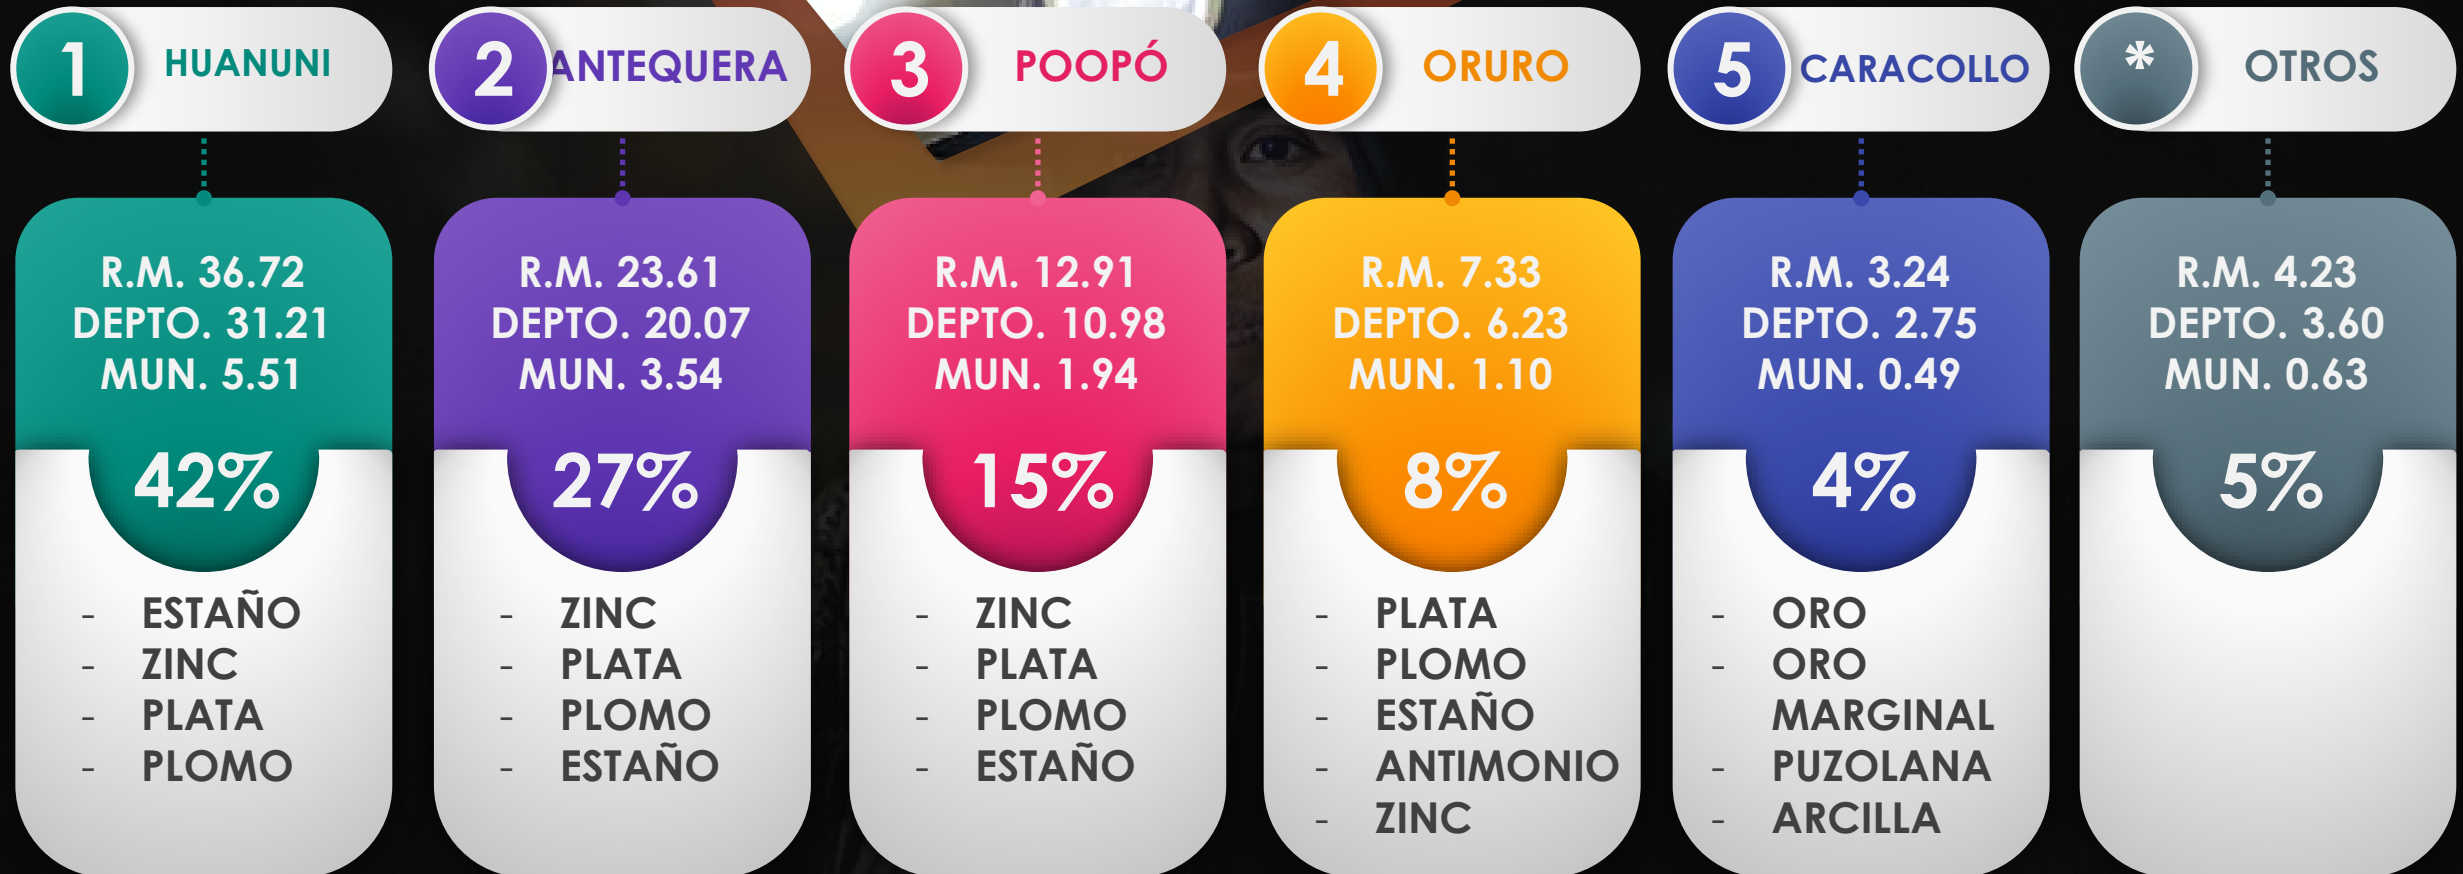 1 HUANUNI
R.M. 36.72
DEPTO. 31.21
MUN. 5.51
42%
- ESTAÑO
- ZINC
- PLATA
- PLOMO
2 ANTEQUERA
R.M. 23.61
DEPTO. 20.07
MUN. 3.54
27%
- ZINC
- PLATA
- PLOMO
- ESTAÑO
3 POOPÓ
R.M. 12.91
DEPTO. 10.98
MUN. 1.94
15%
- ZINC
- PLATA
- PLOMO
- ESTAÑO
4 ORURO
R.M. 7.33
DEPTO. 6.23
MUN. 1.10
8%
- PLATA
- PLOMO
- ESTAÑO
- ANTIMONIO
- ZINC
5 CARACOLLO
R.M. 3.24
DEPTO. 2.75
MUN. 0.49
4%
- ORO
- ORO
MARGINAL
- PUZOLANA
- ARCILLA
* OTROS
R.M. 4.23
DEPTO. 3.60
MUN. 0.63
5%